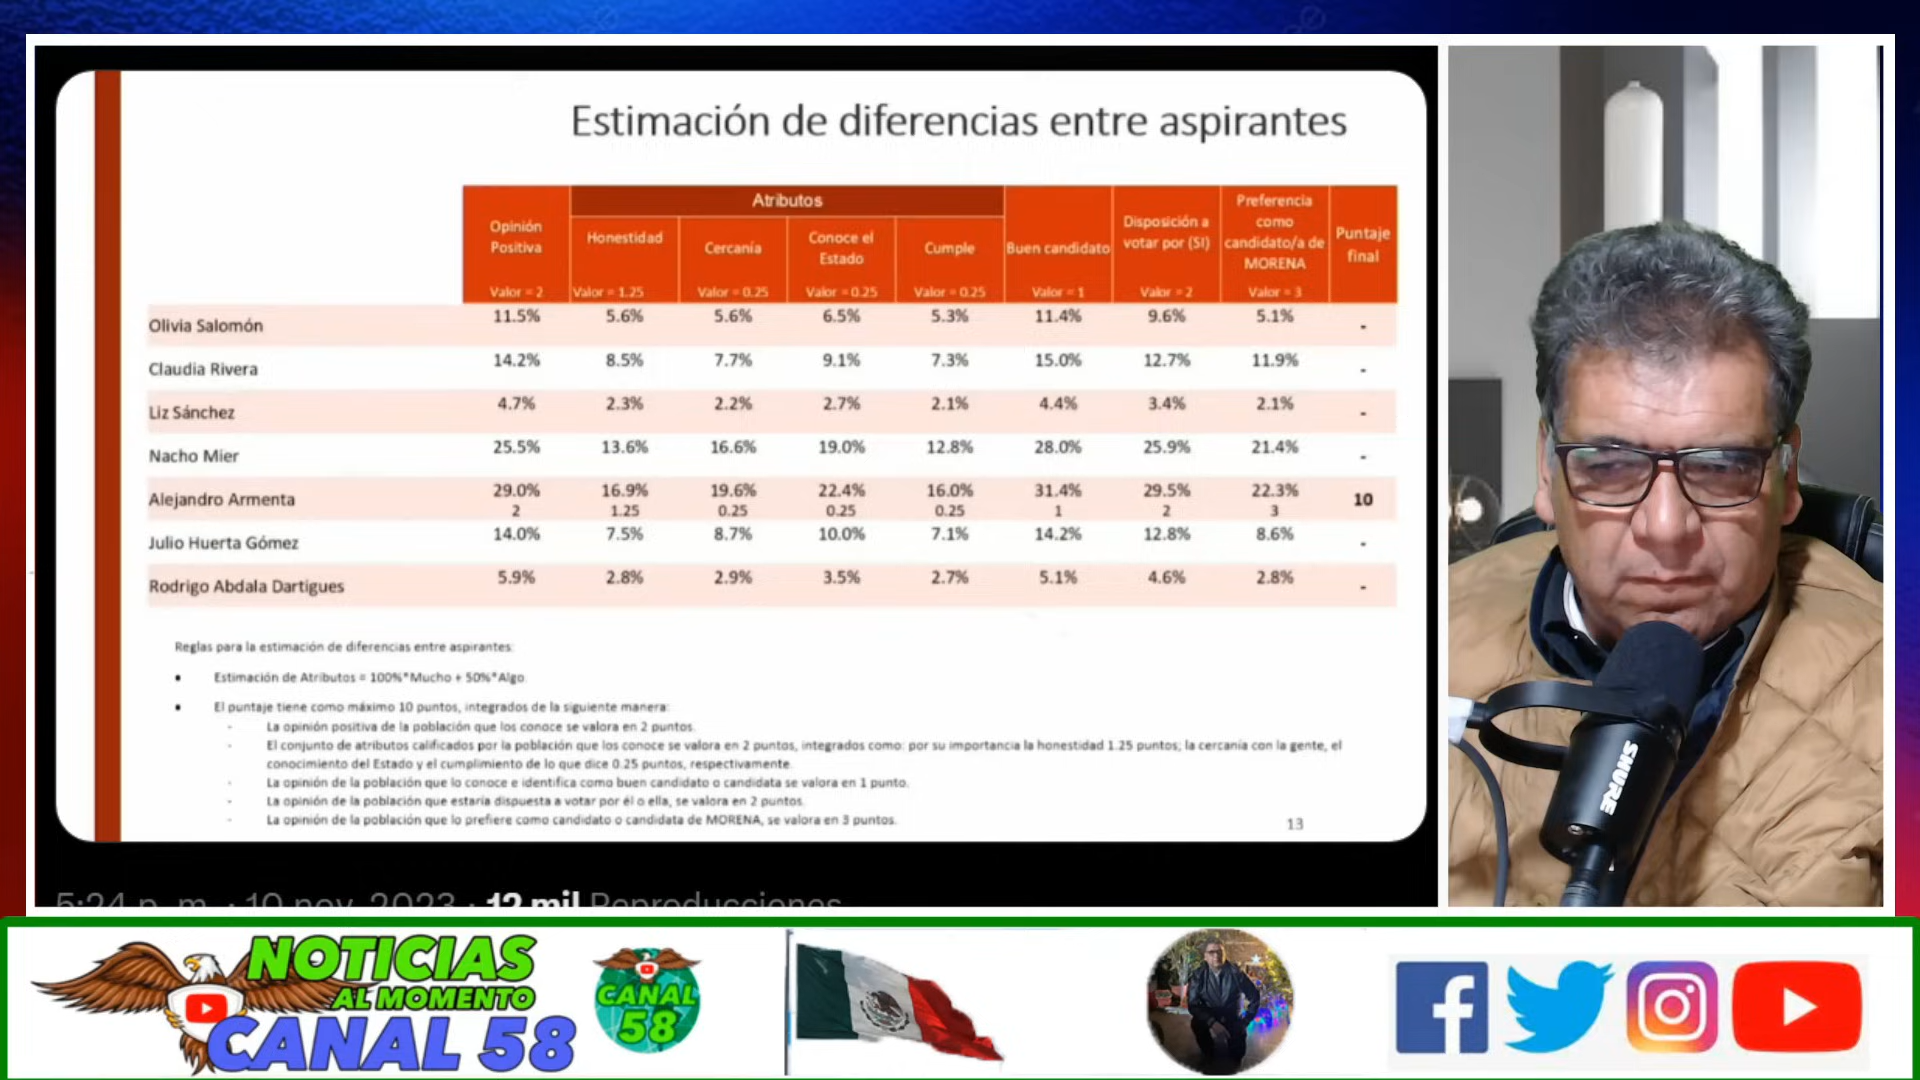 Estimación de diferencias entre aspirantes
Opinión Positiva Valor = 2
Atributos
Honestidad Valor = 1.25
Cercanía Valor = 0.25
Conoce el Estado Valor = 0.25
Cumple Valor = 0.25
Buen candidato Valor = 1
Disposición a votar por (SI) Valor = 2
Preferencia como candidato/a de MORENA Valor = 3
Puntaje final
Olivia Salomón 11.5% 5.6% 5.6% 6.5% 5.3% 11.4% 9.6% 5.1% -
Claudia Rivera 14.2% 8.5% 7.7% 9.1% 7.3% 15.0% 12.7% 11.9% -
Liz Sánchez 4.7% 2.3% 2.2% 2.7% 2.1% 4.4% 3.4% 2.1% -
Nacho Mier 25.5% 13.6% 16.6% 19.0% 12.8% 28.0% 25.9% 21.4% -
Alejandro Armenta 29.0% 16.9% 19.6% 22.4% 16.0% 31.4% 29.5% 22.3% 10
2 1.25 0.25 0.25 0.25 1 2 3
Julio Huerta Gómez 14.0% 7.5% 8.7% 10.0% 7.1% 14.2% 12.8% 8.6% -
Rodrigo Abdala Dartigues 5.9% 2.8% 2.9% 3.5% 2.7% 5.1% 4.6% 2.8% -
Reglas para la estimación de diferencias entre aspirantes:
• Estimación de Atributos = 100%*Mucho + 50%*Algo
• El puntaje tiene como máximo 10 puntos, integrados de la siguiente manera:
- La opinión positiva de la población que los conoce se valora en 2 puntos.
- El conjunto de atributos calificados por la población que los conoce se valora en 2 puntos, integrados como: por su importancia la honestidad 1.25 puntos; la cercanía con la gente, el
conocimiento del Estado y el cumplimiento de lo que dice 0.25 puntos, respectivamente.
- La opinión de la población que lo conoce e identifica como buen candidato o candidata se valora en 1 punto.
- La opinión de la población que estaría dispuesta a votar por él o ella, se valora en 2 puntos.
- La opinión de la población que lo prefiere como candidato o candidata de MORENA, se valora en 3 puntos.
13
5:24 p. m. · 10 nov. 2023 · 12 mil Reproducciones
SHURE
NOTICIAS
AL MOMENTO
CANAL 58
CANAL
58